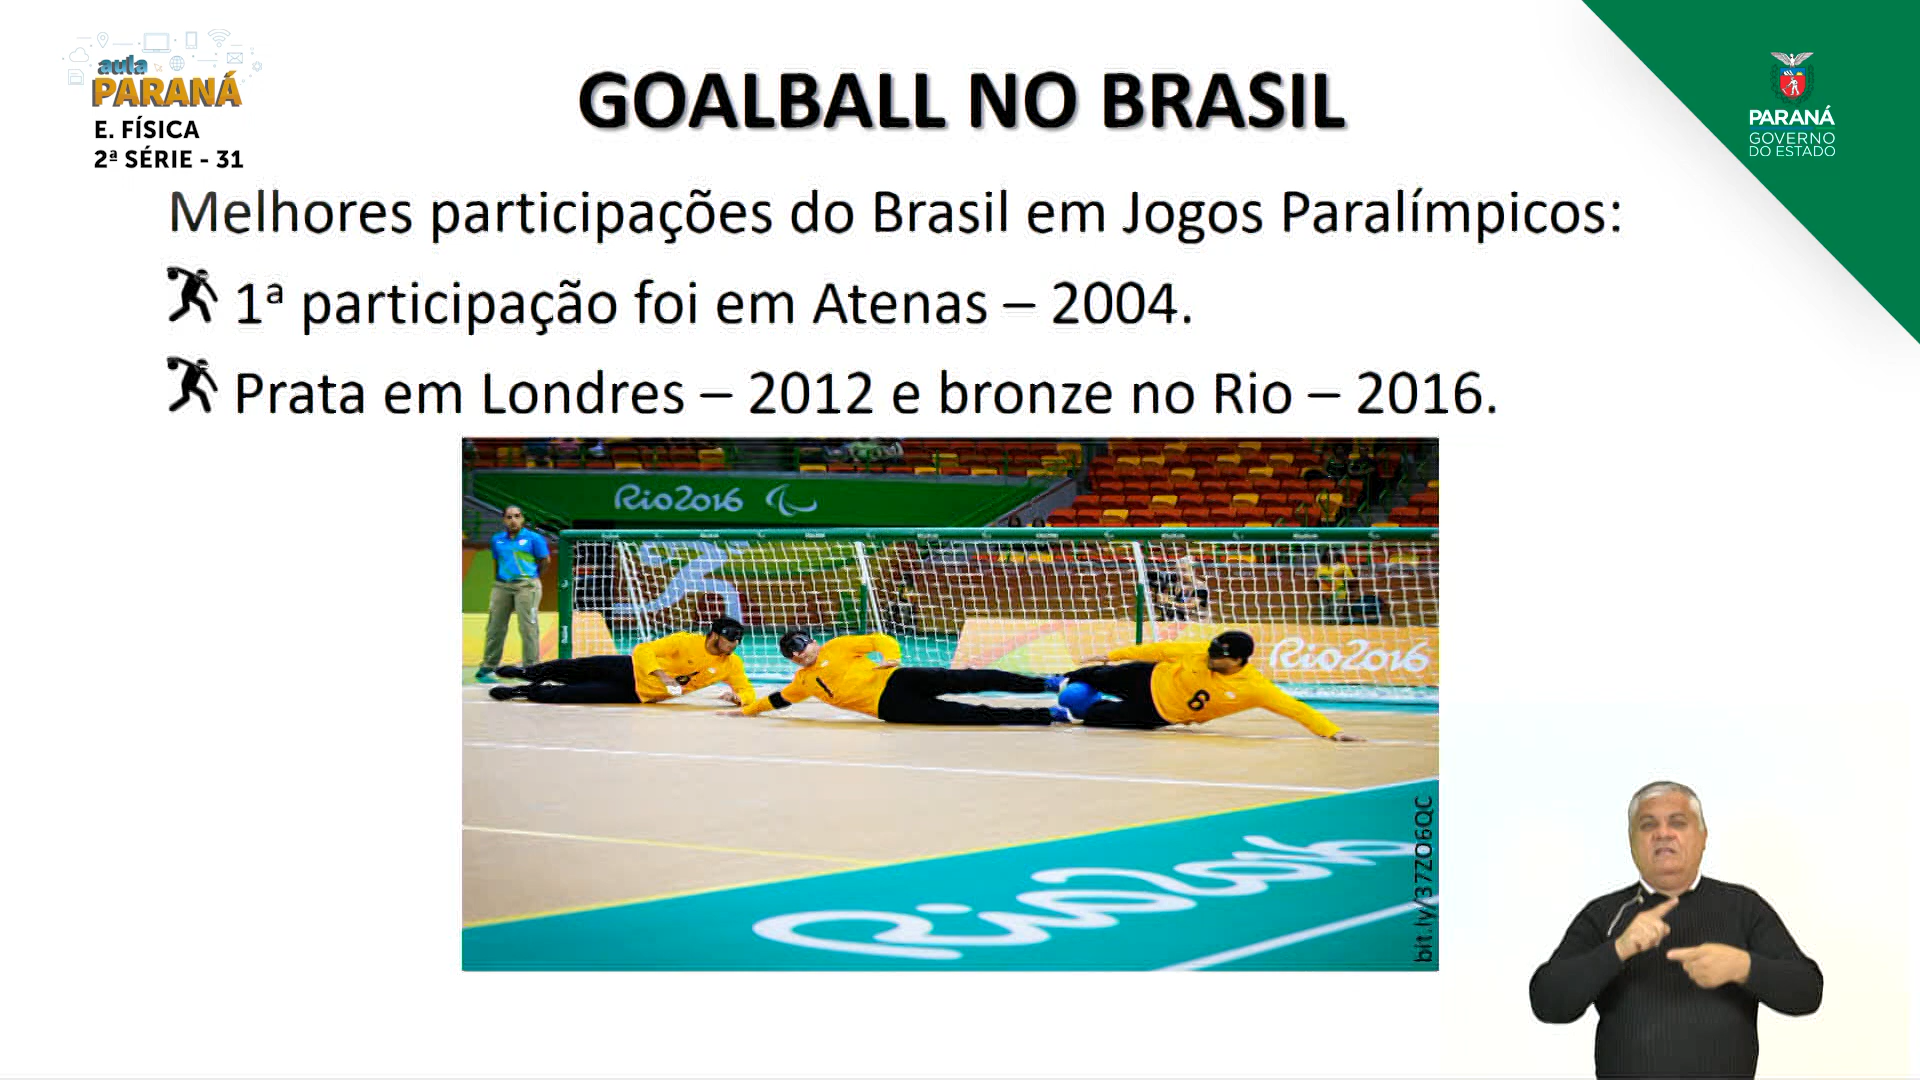 aula
PARANÁ
E. FÍSICA
2ª SÉRIE - 31
GOALBALL NO BRASIL
PARANÁ
GOVERNO
DO ESTADO
Melhores participações do Brasil em Jogos Paralímpicos:
1ª participação foi em Atenas – 2004.
Prata em Londres – 2012 e bronze no Rio – 2016.
Rio2016
Rio2016
1
6
Rio2016
bit.ly/37ZO6QC